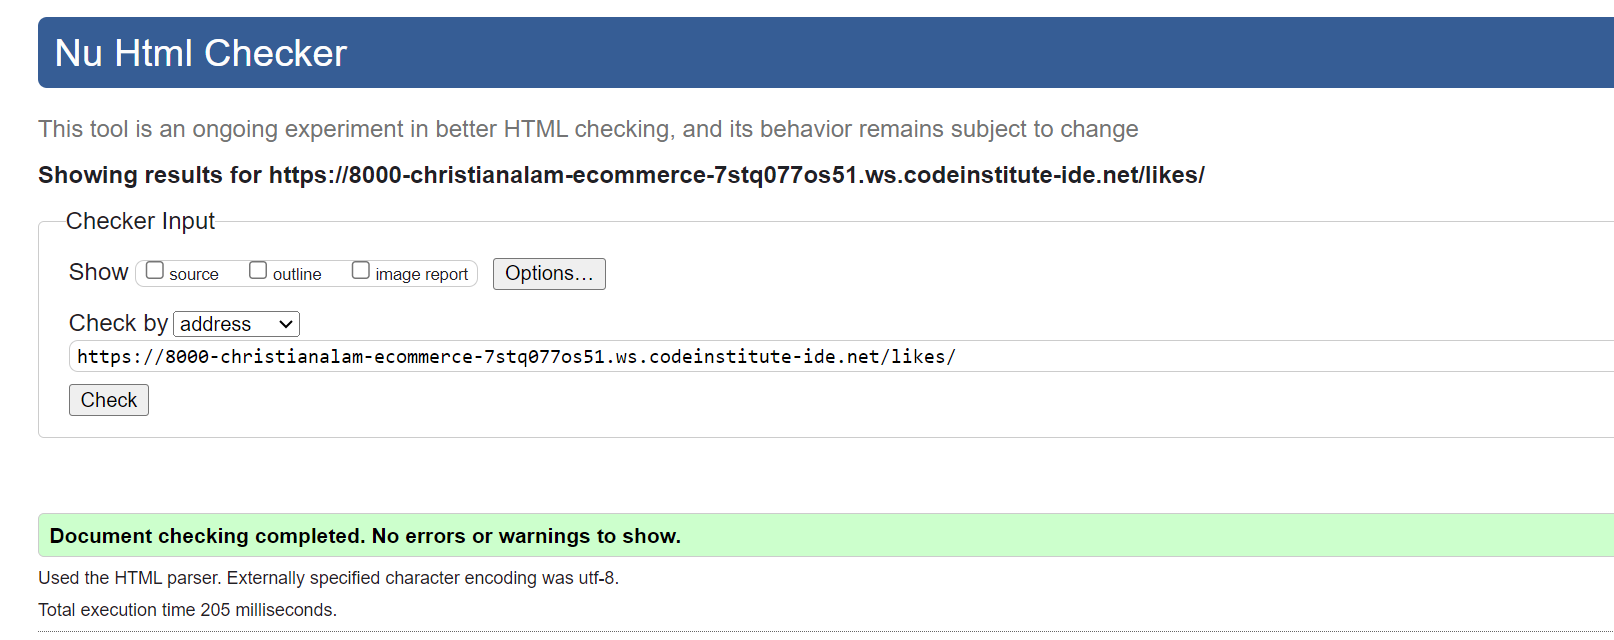 Nu Html Checker
This tool is an ongoing experiment in better HTML checking, and its behavior remains subject to change
Showing results for https://8000-christianalam-ecommerce-7stq077os51.ws.codeinstitute-ide.net/likes/
Checker Input
Show source outline image report Options...
Check by address
https://8000-christianalam-ecommerce-7stq077os51.ws.codeinstitute-ide.net/likes/
Check
Document checking completed. No errors or warnings to show.
Used the HTML parser. Externally specified character encoding was utf-8.
Total execution time 205 milliseconds.